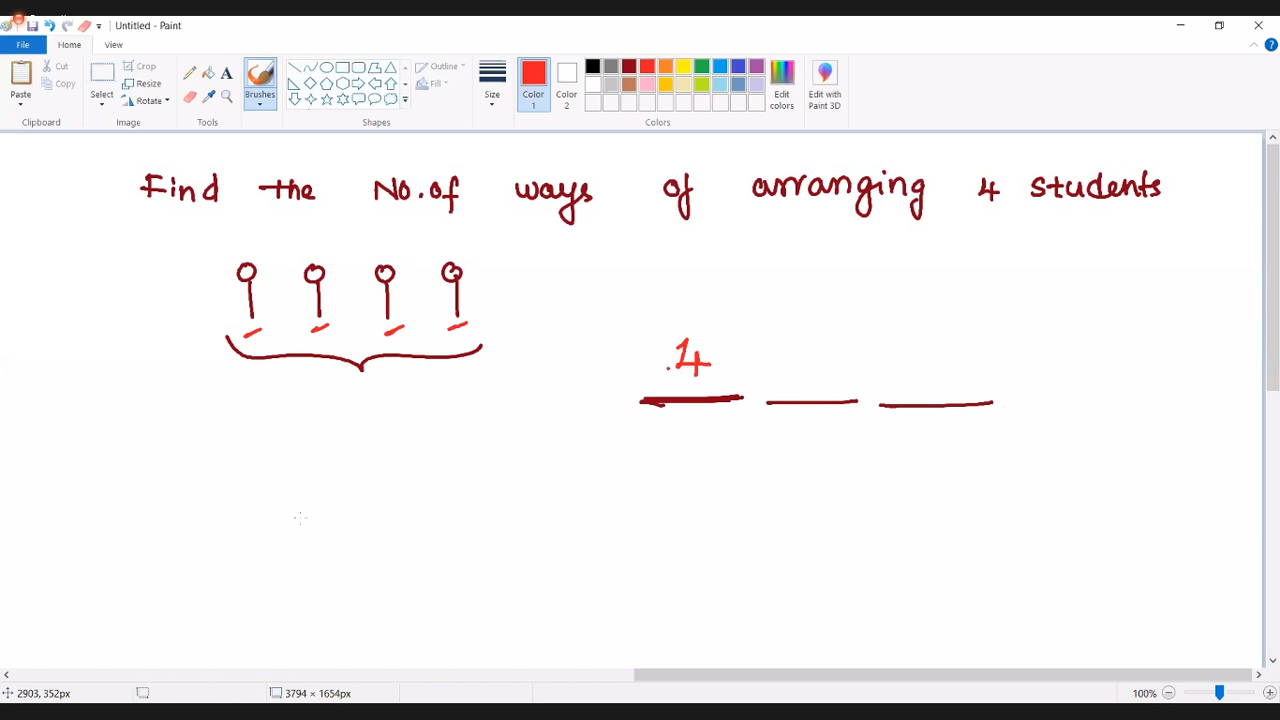 Untitled - Paint
File Home View
Cut Crop Outline
Copy Resize Fill
Paste Select Rotate Brushes Size Color 1 Color 2 Edit colors Edit with Paint 3D
Clipboard Image Tools Shapes Colors
Find the No. of ways of arranging 4 students
.4
2903, 352px 3794 × 1654px 100%